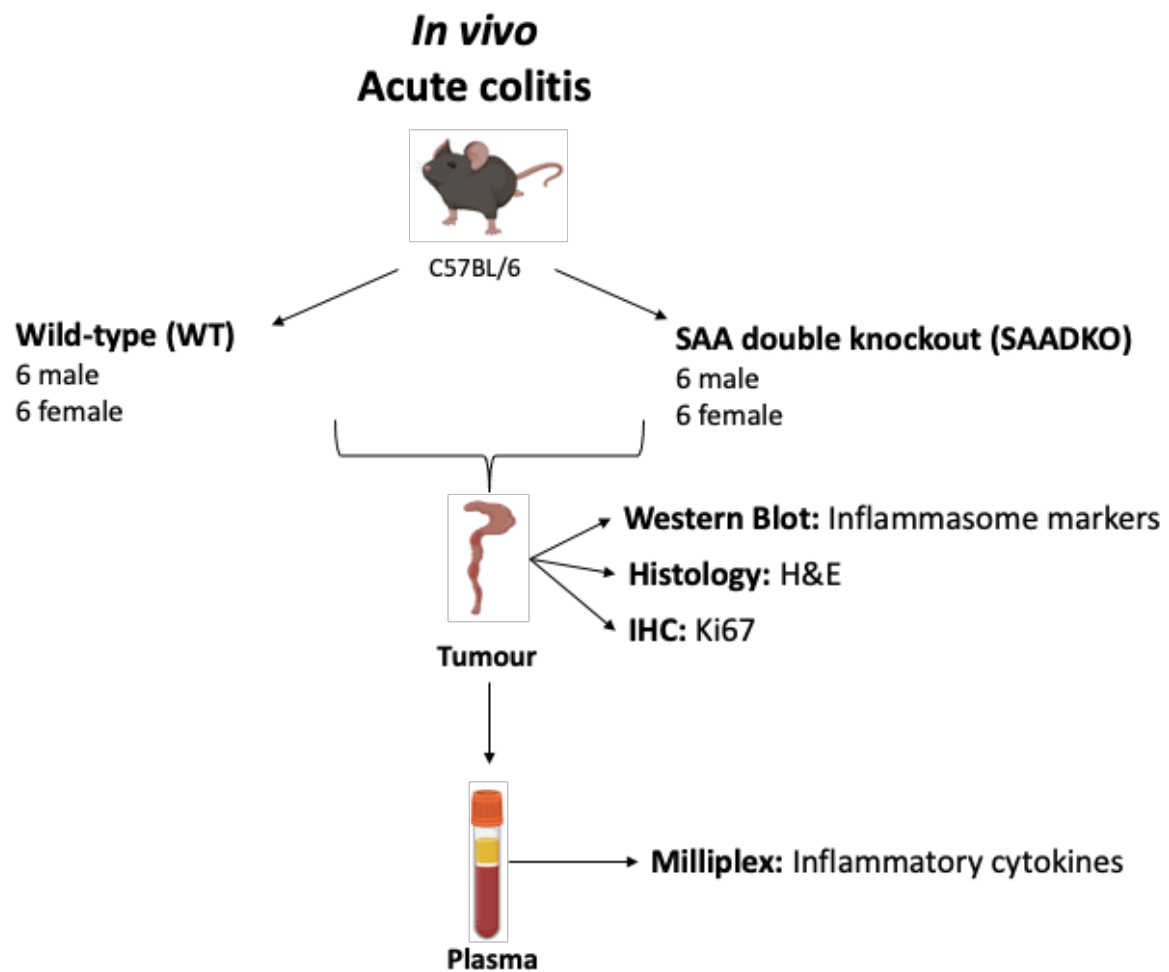 In vivo
Acute colitis
C57BL/6
Wild-type (WT)
6 male
6 female
SAA double knockout (SAADKO)
6 male
6 female
Western Blot: Inflammasome markers
Histology: H&E
IHC: Ki67
Tumour
Milliplex: Inflammatory cytokines
Plasma